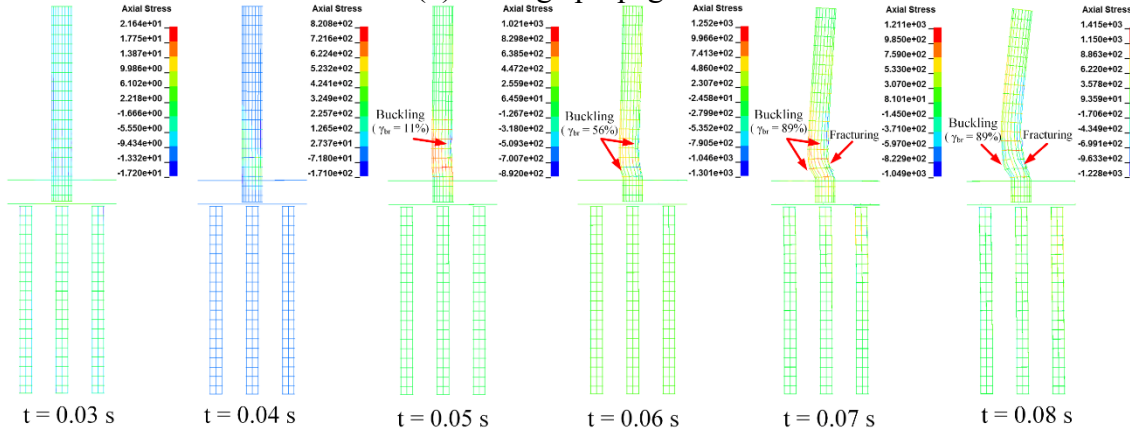 Axial Stress
2.164e+01
1.775e+01
1.387e+01
9.986e+00
6.102e+00
2.218e+00
-1.666e+00
-5.550e+00
-9.434e+00
-1.332e+01
-1.720e+01
Axial Stress
8.208e+02
7.216e+02
6.224e+02
5.232e+02
4.241e+02
3.249e+02
2.257e+02
1.265e+02
2.737e+01
-7.180e+01
-1.710e+02
Axial Stress
1.021e+03
8.298e+02
6.385e+02
4.472e+02
2.559e+02
6.459e+01
-1.267e+02
-3.180e+02
-5.093e+02
-7.007e+02
-8.920e+02
Axial Stress
1.252e+03
9.966e+02
7.413e+02
4.860e+02
2.307e+02
-2.458e+01
-2.799e+02
-5.352e+02
-7.905e+02
-1.046e+03
-1.301e+03
Axial Stress
1.211e+03
9.850e+02
7.590e+02
5.330e+02
3.070e+02
8.101e+01
-1.450e+02
-3.710e+02
-5.970e+02
-8.229e+02
-1.049e+03
Axial Stress
1.415e+03
1.150e+03
8.863e+02
6.220e+02
3.578e+02
9.359e+01
-1.706e+02
-4.349e+02
-6.991e+02
-9.633e+02
-1.228e+03
Buckling
( γbr = 11%)
Buckling
( γbr = 56%)
Buckling
( γbr = 89%)
Fracturing
Buckling
( γbr = 89%)
Fracturing
t = 0.03 s
t = 0.04 s
t = 0.05 s
t = 0.06 s
t = 0.07 s
t = 0.08 s